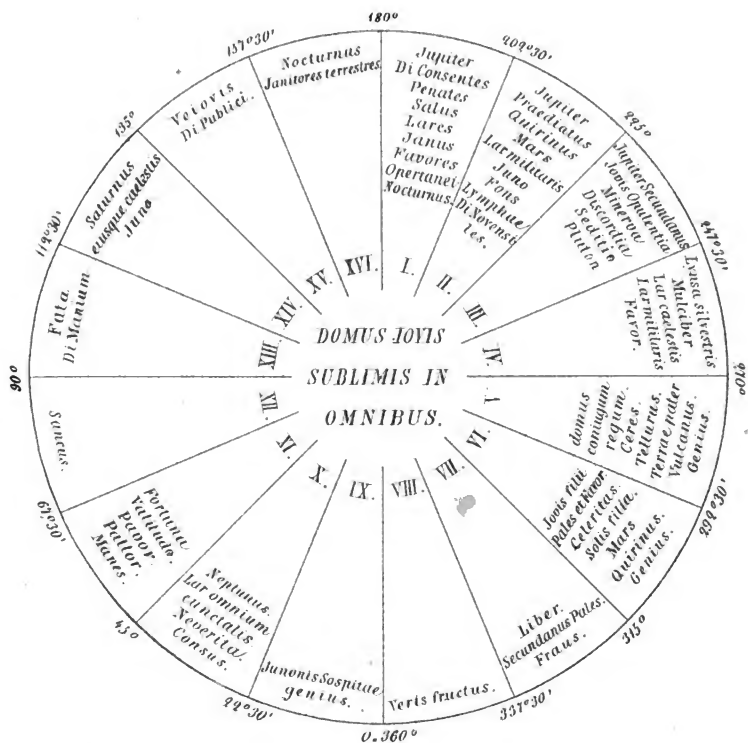 180°
157°30'
202°30'
135°
225°
112°30'
247°30'
90°
270°
67°30'
292°30'
45°
315°
22°30'
337°30'
0.360°
Jupiter
Di Consentes
Penates
Salus
Lares
Janus
Favores
Opertanei
Nocturnus.
I.
Jupiter
Praediatus
Quirinus
Mars
Lar militaris
Juno
Fons
Lymphae
Di Novensi
les.
II.
Jupiter Secundanus
Jovis Opulentia
Minerva
Discordia
Seditio
Pluton
III.
Lynsa silvestris
Mulciber
Lar caelestis
Lar militaris
Favor.
IV.
domus
coniugum
regum.
Ceres.
Tellurus.
Terrae pater
Vulcanus.
Genius.
Jovis filii
Pales et Favor.
Celeritas.
Solis filia.
Mars
Quirinus.
Genius.
VI.
Liber.
Secundanus Pales.
Fraus.
VII.
Veris fructus.
VIII.
Junonis Sospitae
genius.
IX.
Neptunus.
Lar omnium
cunctalis
Neverita.
Consus.
X.
Fortuna
Valitudo.
Pavor.
Pallor.
Manes.
XI.
Sancus.
XII.
Fata.
Di Manium
XIII.
Saturnus
eiusque caelestis
Juno
XIV.
Veiovis
Di Publici.
XV.
Nocturnus
Janitores terrestres.
XVI.
DOMUS IOVIS
SUBLIMIS IN
OMNIBUS.